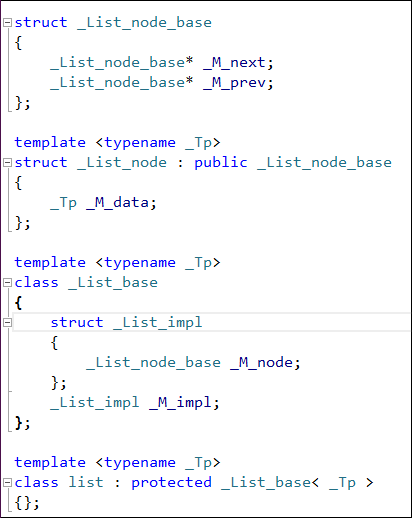 struct _List_node_base
{
    _List_node_base* _M_next;
    _List_node_base* _M_prev;
};
template <typename _Tp>
struct _List_node : public _List_node_base
{
    _Tp _M_data;
};
template <typename _Tp>
class _List_base
{
    struct _List_impl
    {
        _List_node_base _M_node;
    };
    _List_impl _M_impl;
};
template <typename _Tp>
class list : protected _List_base< _Tp >
{};